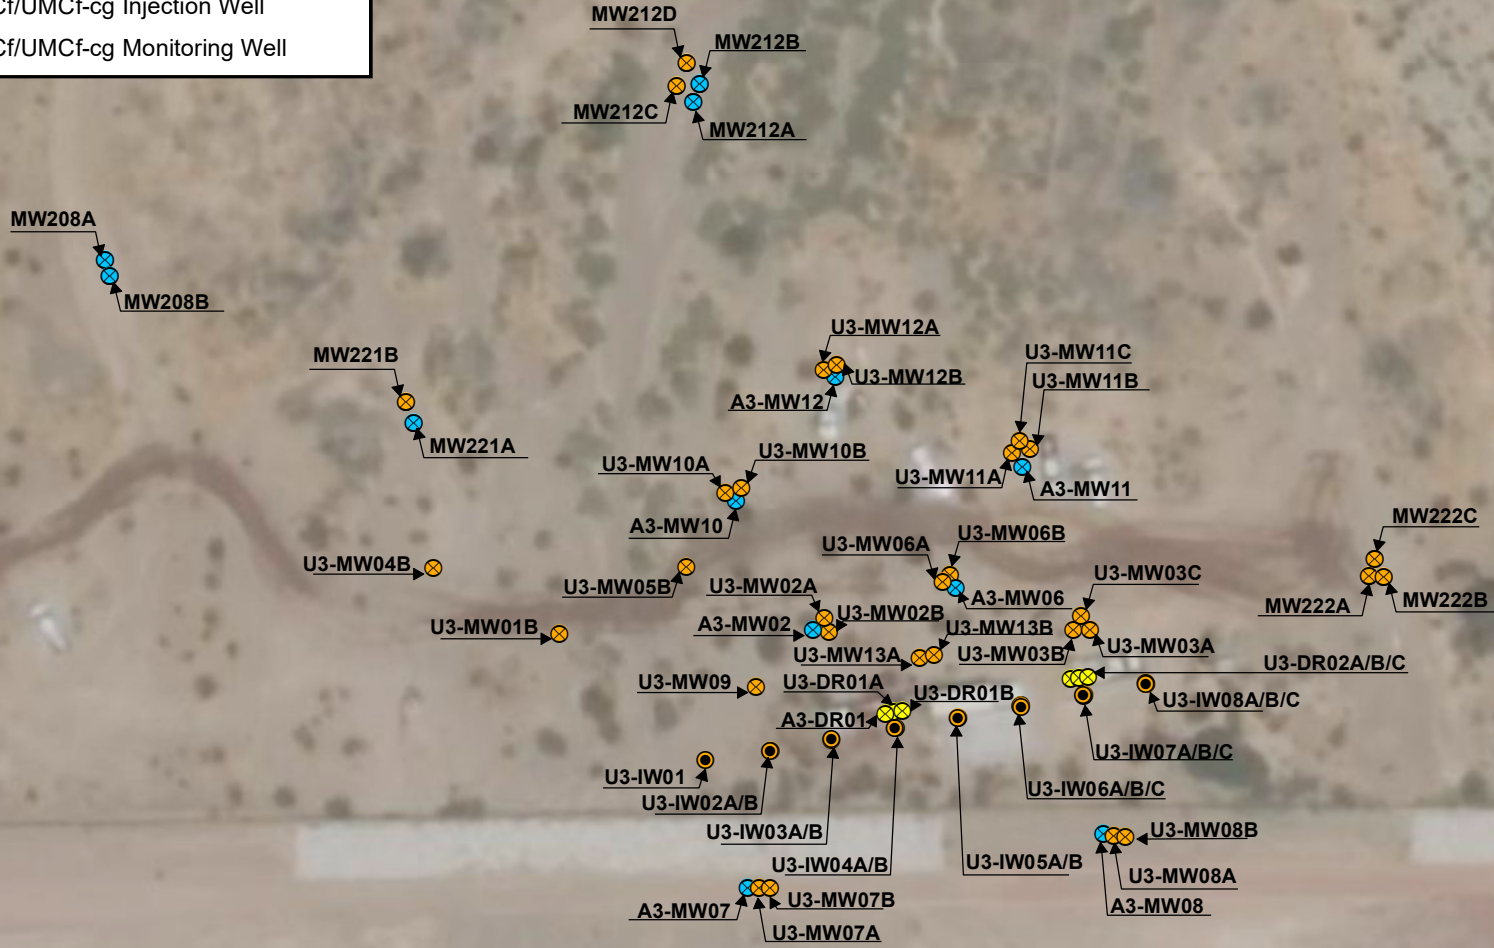 Cf/UMCf-cg Injection Well
Cf/UMCf-cg Monitoring Well
MW212D
MW212B
MW212C
MW212A
MW208A
MW208B
U3-MW12A
MW221B
U3-MW11C
U3-MW12B
U3-MW11B
A3-MW12
MW221A
U3-MW10B
U3-MW10A
U3-MW11A
A3-MW11
MW222C
A3-MW10
U3-MW06B
U3-MW06A
U3-MW04B
U3-MW03C
U3-MW05B
U3-MW02A
A3-MW06
MW222B
MW222A
U3-MW02B
A3-MW02
U3-MW01B
U3-MW13B
U3-MW03A
U3-MW13A
U3-MW03B
U3-DR02A/B/C
U3-MW09
U3-DR01A
U3-DR01B
U3-IW08A/B/C
A3-DR01
U3-IW07A/B/C
U3-IW01
U3-IW06A/B/C
U3-IW02A/B
U3-IW03A/B
U3-MW08B
U3-IW05A/B
U3-IW04A/B
U3-MW08A
U3-MW07B
A3-MW08
A3-MW07
U3-MW07A